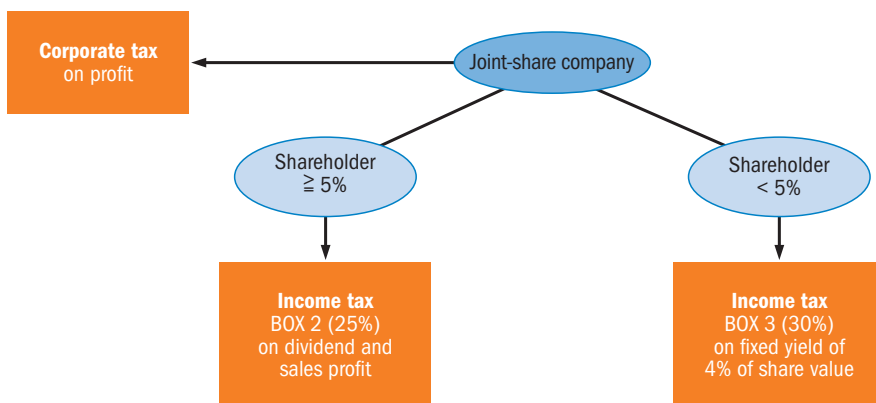 Corporate tax
on profit
Joint-share company
Shareholder
≧ 5%
Shareholder
< 5%
Income tax
BOX 2 (25%)
on dividend and
sales profit
Income tax
BOX 3 (30%)
on fixed yield of
4% of share value